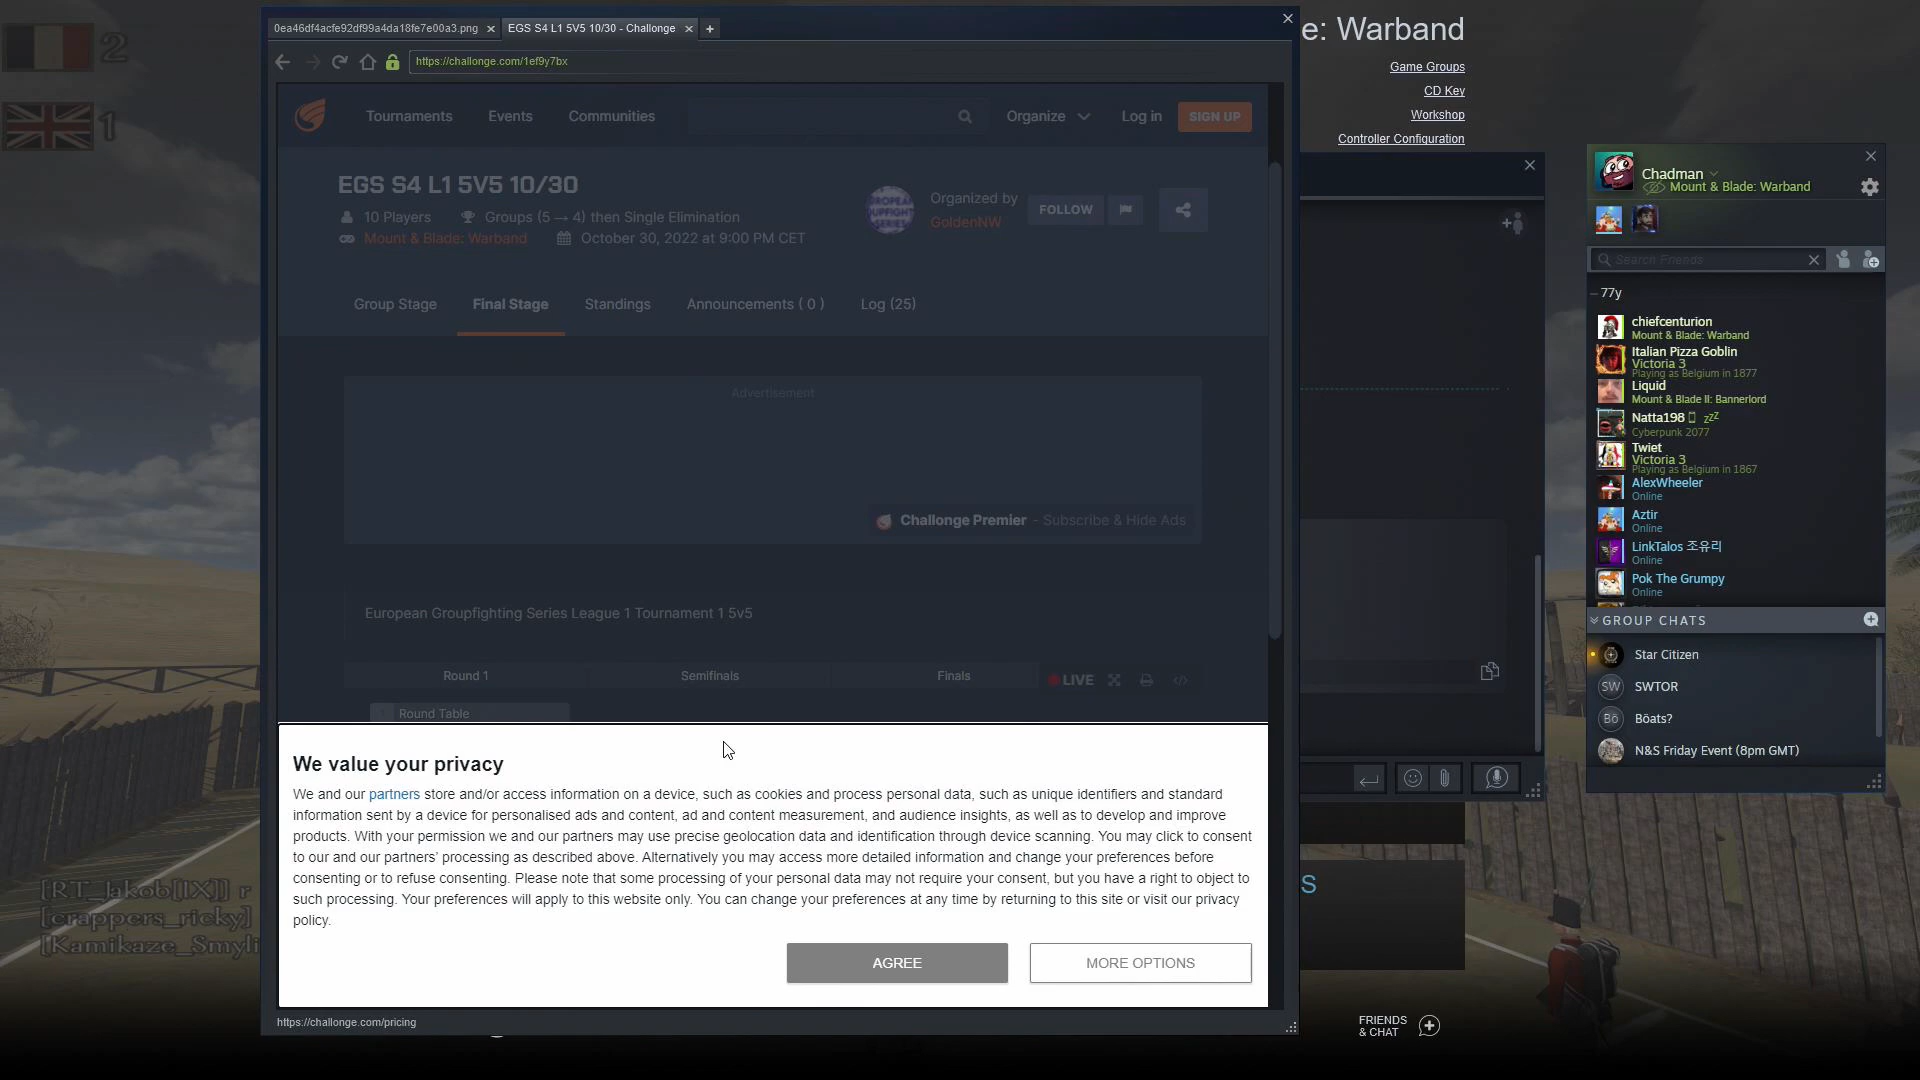 0ea46df4acfe92df99a4da18fe7e00a3.png
EGS S4 L1 5V5 10/30 - Challonge
https://challonge.com/1ef9y7bx
2
1
e: Warband
Game Groups
CD Key
Workshop
Controller Configuration
Tournaments
Events
Communities
Organize
Log in
SIGN UP
EGS S4 L1 5V5 10/30
10 Players
Groups (5 → 4) then Single Elimination
Mount & Blade: Warband
October 30, 2022 at 9:00 PM CET
Organized by
GoldenNW
FOLLOW
Group Stage
Final Stage
Standings
Announcements ( 0 )
Log (25)
Advertisement
Challonge Premier - Subscribe & Hide Ads
European Groupfighting Series League 1 Tournament 1 5v5
Round 1
Semifinals
Finals
LIVE
1 Round Table
We value your privacy
We and our partners store and/or access information on a device, such as cookies and process personal data, such as unique identifiers and standard
information sent by a device for personalised ads and content, ad and content measurement, and audience insights, as well as to develop and improve
products. With your permission we and our partners may use precise geolocation data and identification through device scanning. You may click to consent
to our and our partners' processing as described above. Alternatively you may access more detailed information and change your preferences before
consenting or to refuse consenting. Please note that some processing of your personal data may not require your consent, but you have a right to object to
such processing. Your preferences will apply to this website only. You can change your preferences at any time by returning to this site or visit our privacy
policy.
AGREE
MORE OPTIONS
https://challonge.com/pricing
[RT_Jakob[IX]] r
[crappers_ricky]
[Kamikaze_Smyli
S
FRIENDS
& CHAT
Chadman
Mount & Blade: Warband
Search Friends
77y
chiefcenturion
Mount & Blade: Warband
Italian Pizza Goblin
Victoria 3
Playing as Belgium in 1877
Liquid
Mount & Blade II: Bannerlord
Natta198 zzZ
Cyberpunk 2077
Twiet
Victoria 3
Playing as Belgium in 1867
AlexWheeler
Online
Aztir
Online
LinkTalos 조유리
Online
Pok The Grumpy
Online
GROUP CHATS
Star Citizen
SW SWTOR
Bö Böats?
N&S Friday Event (8pm GMT)